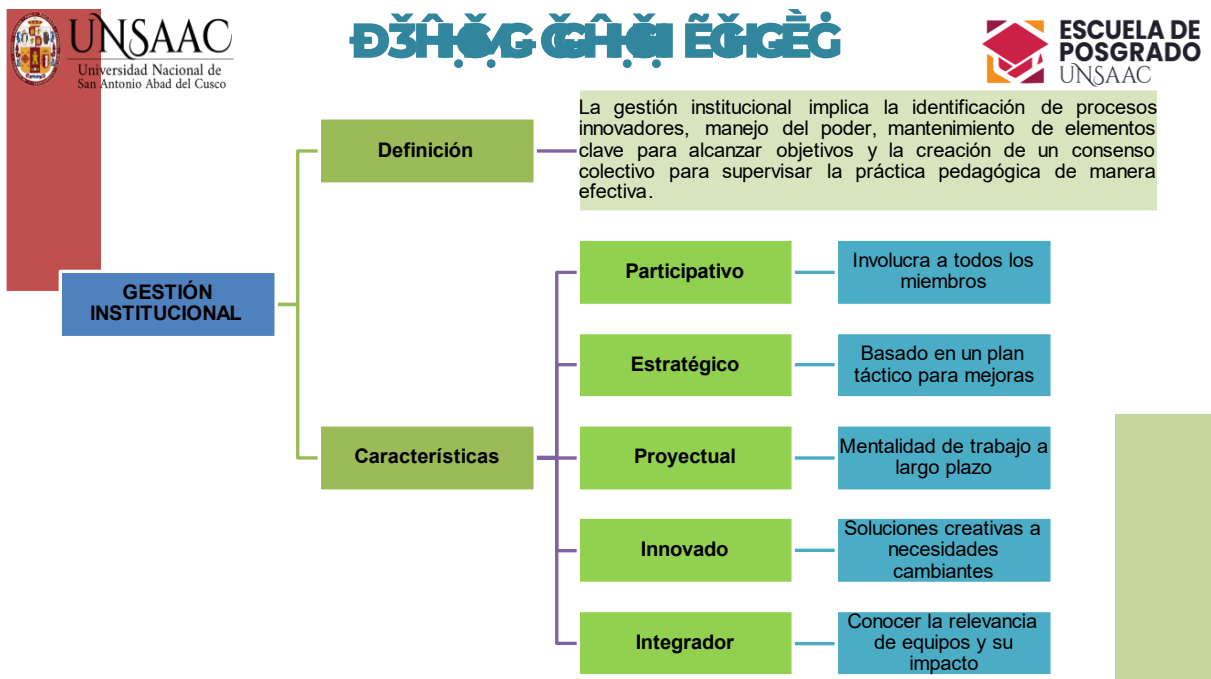 UNSAAC
Universidad Nacional de
San Antonio Abad del Cusco
ESCUELA DE
POSGRADO
UNSAAC
La gestión institucional implica la identificación de procesos
innovadores, manejo del poder, mantenimiento de elementos
clave para alcanzar objetivos y la creación de un consenso
colectivo para supervisar la práctica pedagógica de manera
efectiva.
Definición
GESTIÓN
INSTITUCIONAL
Características
Participativo
Involucra a todos los
miembros
Estratégico
Basado en un plan
táctico para mejoras
Proyectual
Mentalidad de trabajo a
largo plazo
Innovado
Soluciones creativas a
necesidades
cambiantes
Integrador
Conocer la relevancia
de equipos y su
impacto